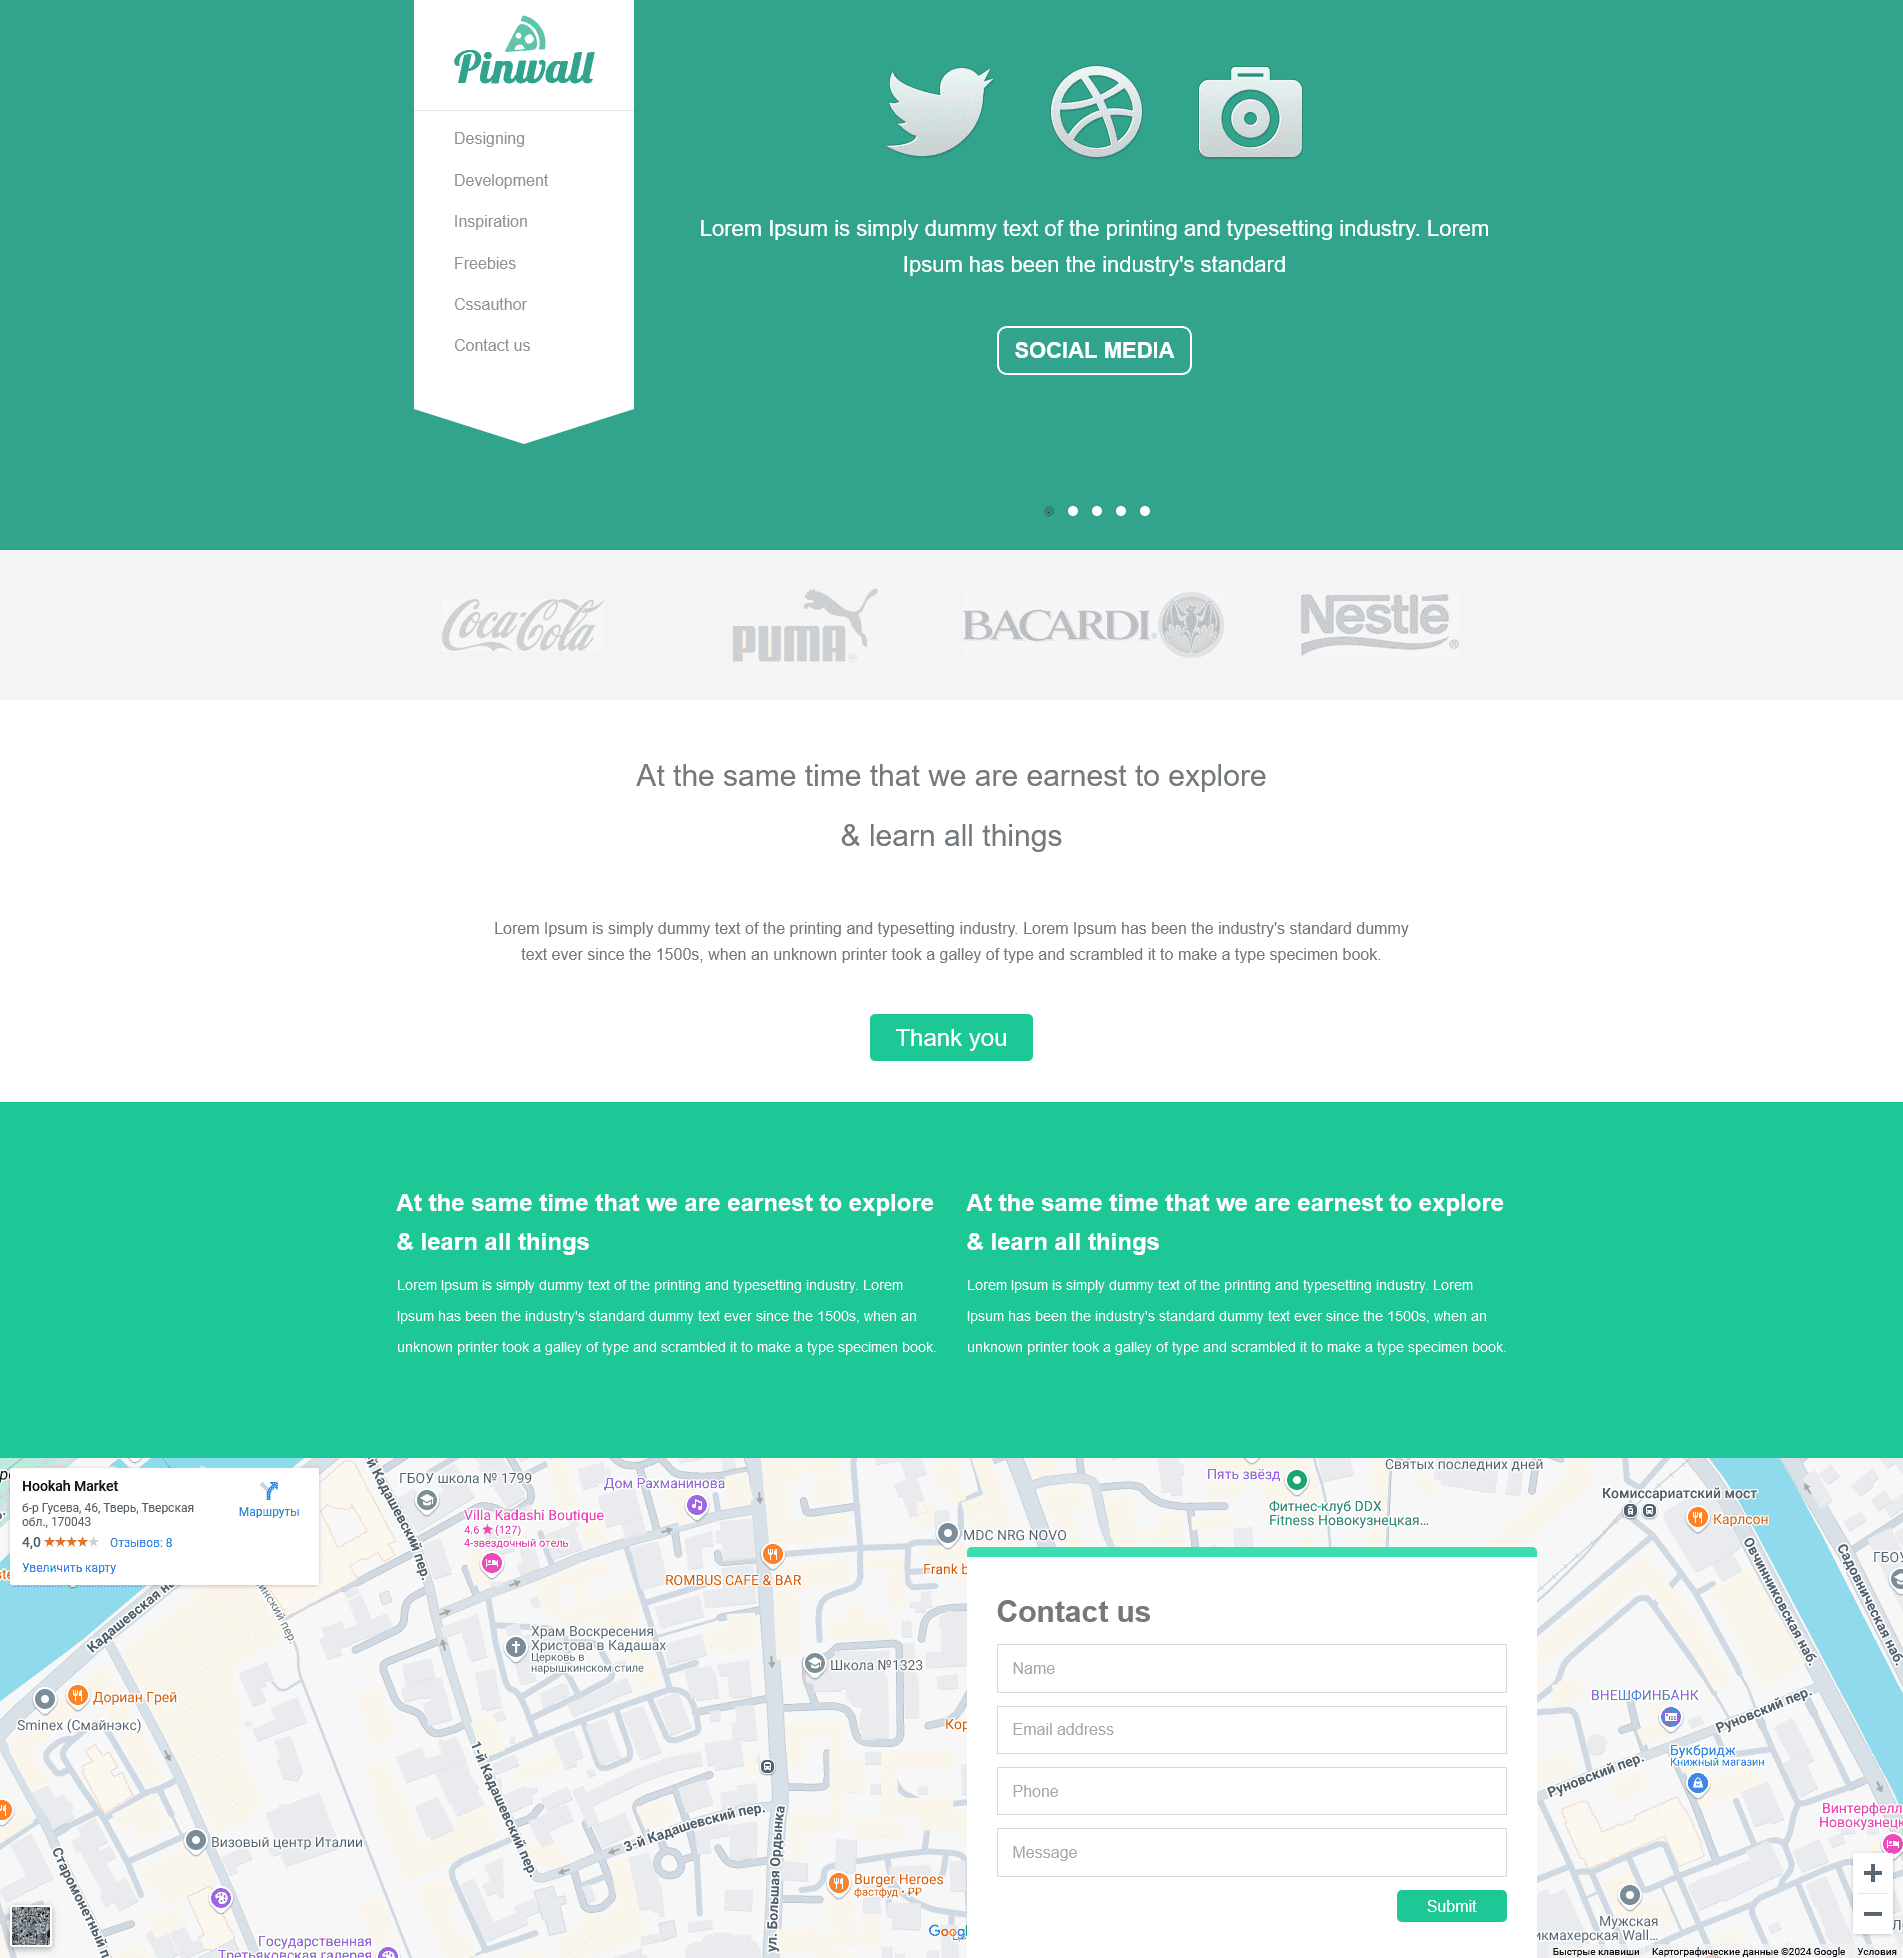 Pinwall
Designing
Development
Inspiration
Freebies
Cssauthor
Contact us
Lorem Ipsum is simply dummy text of the printing and typesetting industry. Lorem
Ipsum has been the industry's standard
SOCIAL MEDIA
Coca-Cola
PUMA
BACARDI
Nestlé
At the same time that we are earnest to explore
& learn all things
Lorem Ipsum is simply dummy text of the printing and typesetting industry. Lorem Ipsum has been the industry's standard dummy
text ever since the 1500s, when an unknown printer took a galley of type and scrambled it to make a type specimen book.
Thank you
At the same time that we are earnest to explore
& learn all things
Lorem Ipsum is simply dummy text of the printing and typesetting industry. Lorem
Ipsum has been the industry's standard dummy text ever since the 1500s, when an
unknown printer took a galley of type and scrambled it to make a type specimen book.
At the same time that we are earnest to explore
& learn all things
Lorem Ipsum is simply dummy text of the printing and typesetting industry. Lorem
Ipsum has been the industry's standard dummy text ever since the 1500s, when an
unknown printer took a galley of type and scrambled it to make a type specimen book.
Hookah Market
б-р Гусева, 46, Тверь, Тверская
обл., 170043
4,0
Отзывов: 8
Увеличить карту
Маршруты
ГБОУ школа № 1799
Дом Рахманинова
Villa Kadashi Boutique
4.6 ★ (127)
4-звездочный отель
ROMBUS CAFE & BAR
MDC NRG NOVO
Frank b
Пять звёзд
Фитнес-клуб DDX
Fitness Новокузнецкая...
Святых последних дней
Комиссариатский мост
Карлсон
Овчинниковская наб.
Садовническая наб.
ГБОУ
й Кадашевский пер.
Кадашевская на
инский пер.
Храм Воскресения
Христова в Кадашах
Церковь в
нарышкинском стиле
Школа №1323
Дориан Грей
Sminex (Смайнэкс)
Кор
1-й Кадашевский пер.
3-й Кадашевский пер.
ул. Большая Ордынка
Визовый центр Италии
Старомонетный п
Государственная
Третьяковская галерея
Burger Heroes
фастфуд • ₽₽
Googl
Contact us
Name
Email address
Phone
Message
Submit
ВНЕШФИНБАНК
Руновский пер.
Букбридж
Книжный магазин
Руновский пер.
Винтерфелл
Новокузнецк
Мужская
икмахерская Wall...
Быстрые клавиши
Картографические данные ©2024 Google
Условия